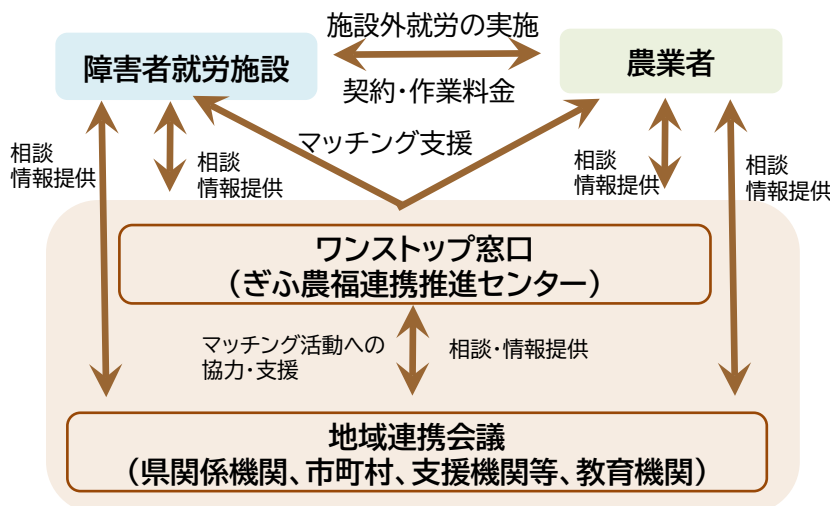 施設外就労の実施
障害者就労施設
農業者
契約・作業料金
マッチング支援
相談
情報提供
相談
情報提供
相談
情報提供
相談
情報提供
ワンストップ窓口
（ぎふ農福連携推進センター）
マッチング活動への
協力・支援
相談・情報提供
地域連携会議
（県関係機関、市町村、支援機関等、教育機関）